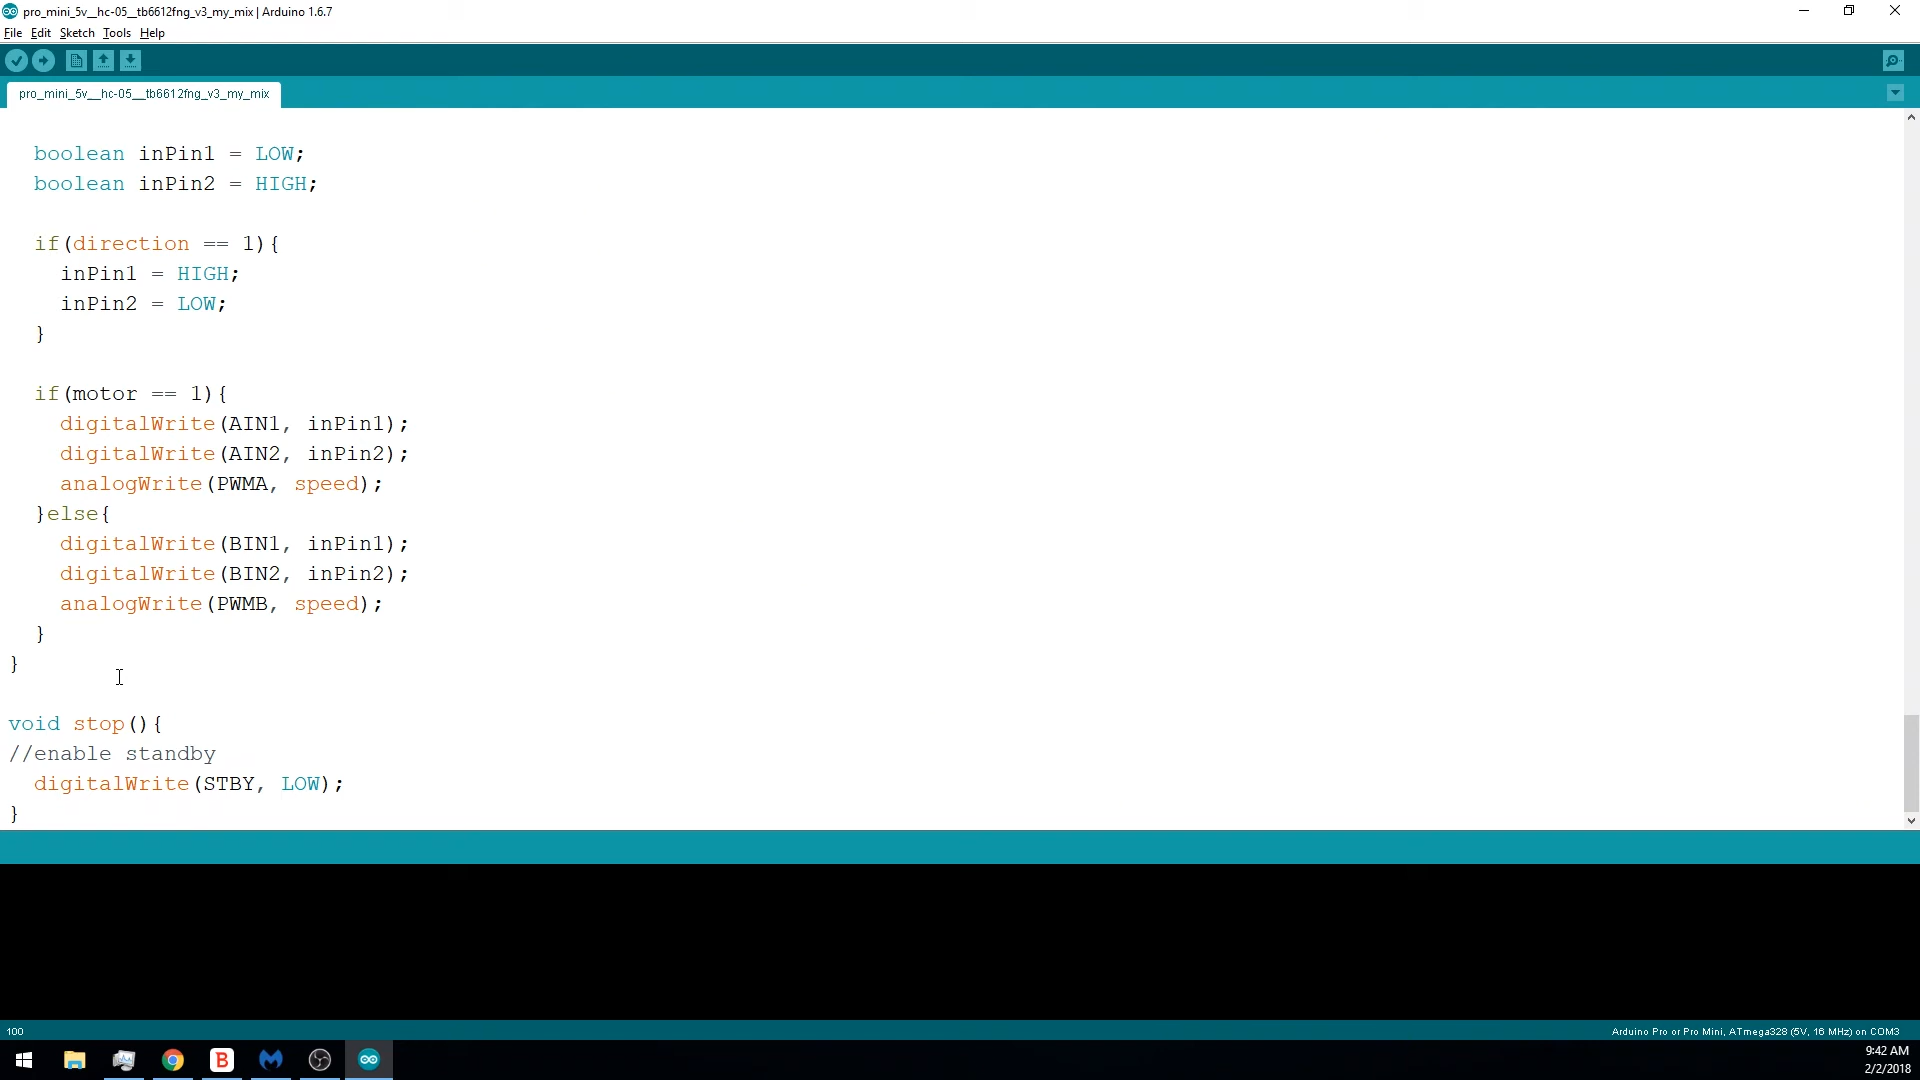 pro_mini_5v__hc-05__tb6612fng_v3_my_mix | Arduino 1.6.7
File Edit Sketch Tools Help
pro_mini_5v__hc-05__tb6612fng_v3_my_mix
boolean inPin1 = LOW;
boolean inPin2 = HIGH;
if(direction == 1){
inPin1 = HIGH;
inPin2 = LOW;
}
if(motor == 1){
digitalWrite(AIN1, inPin1);
digitalWrite(AIN2, inPin2);
analogWrite(PWMA, speed);
}else{
digitalWrite(BIN1, inPin1);
digitalWrite(BIN2, inPin2);
analogWrite(PWMB, speed);
}
}
void stop(){
//enable standby
digitalWrite(STBY, LOW);
}
100
Arduino Pro or Pro Mini, ATmega328 (5V, 16 MHz) on COM3
B
9:42 AM
2/2/2018